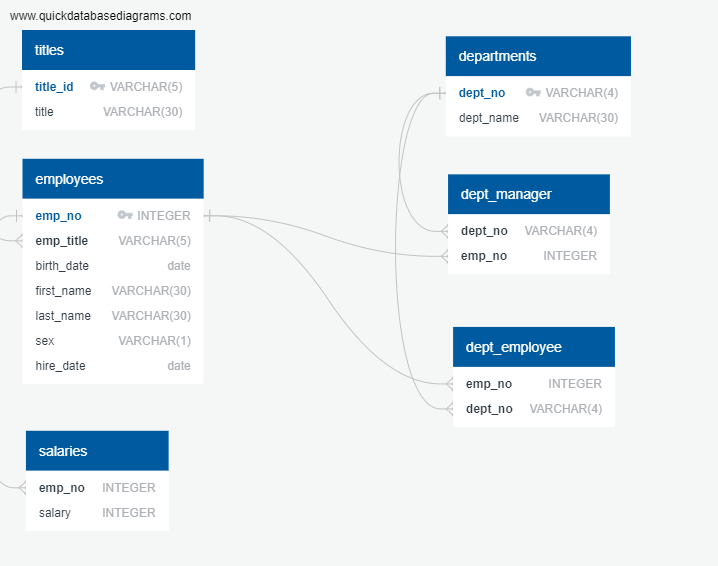 www.quickdatabasediagrams.com
titles
title_id VARCHAR(5)
title VARCHAR(30)
employees
emp_no INTEGER
emp_title VARCHAR(5)
birth_date date
first_name VARCHAR(30)
last_name VARCHAR(30)
sex VARCHAR(1)
hire_date date
salaries
emp_no INTEGER
salary INTEGER
departments
dept_no VARCHAR(4)
dept_name VARCHAR(30)
dept_manager
dept_no VARCHAR(4)
emp_no INTEGER
dept_employee
emp_no INTEGER
dept_no VARCHAR(4)